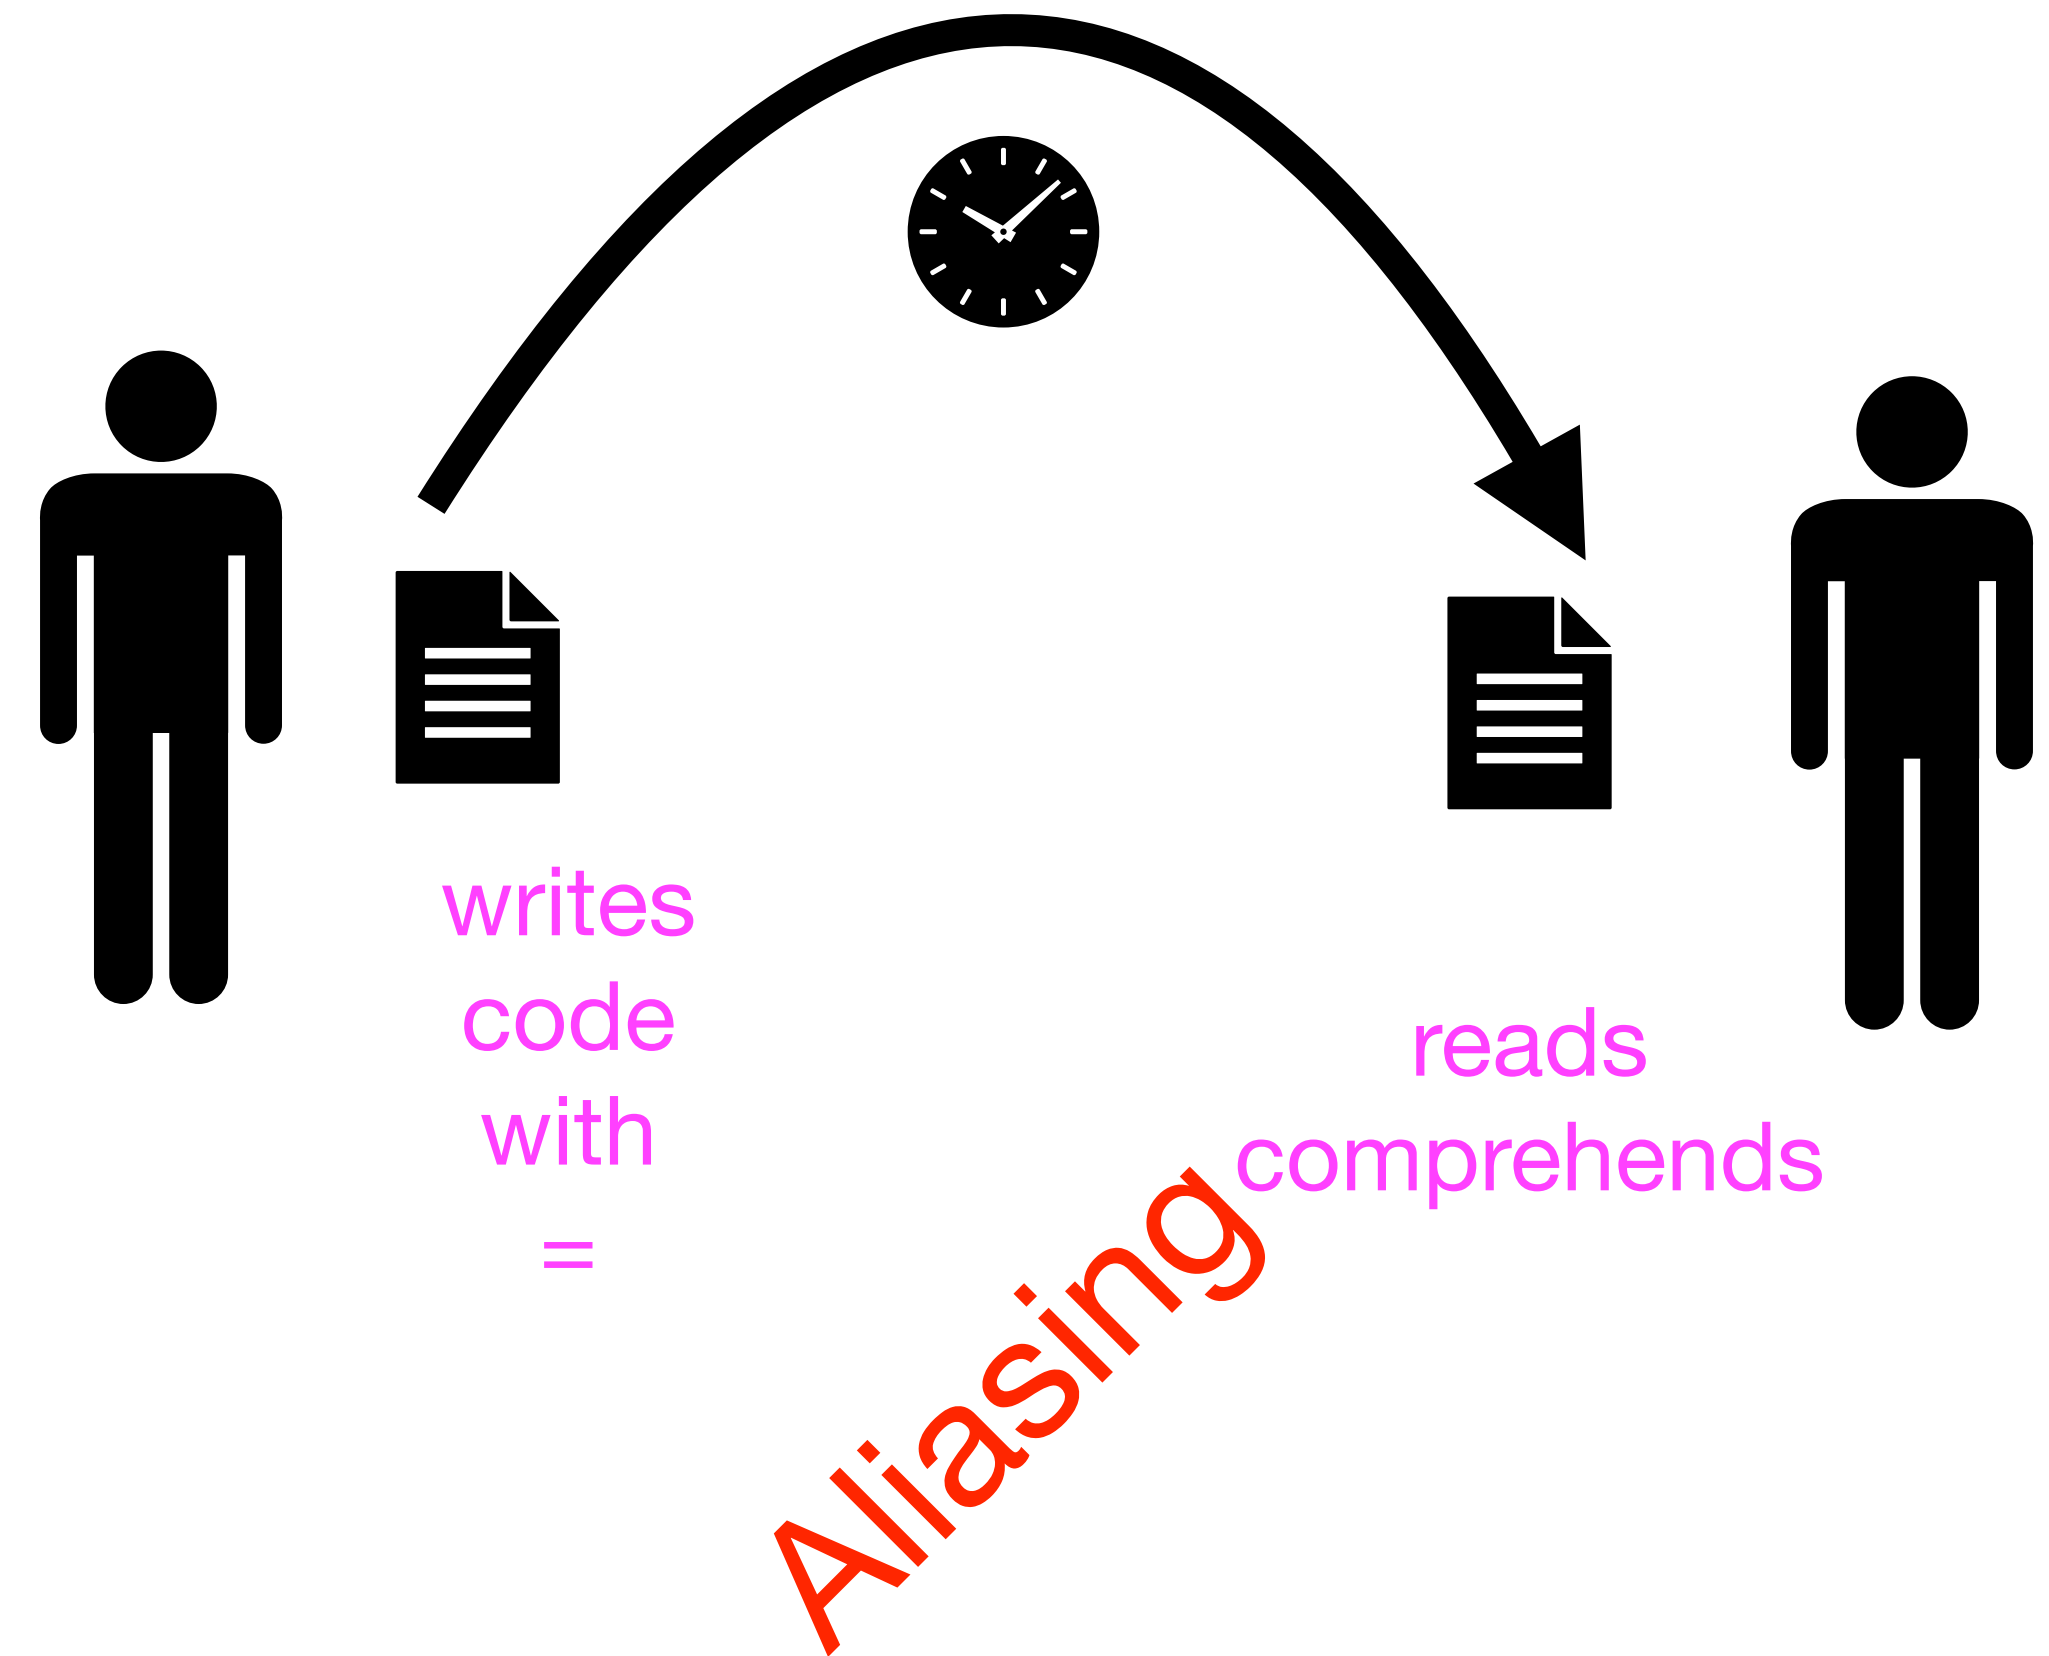 writes
code
with
=
reads
comprehends
Aliasing